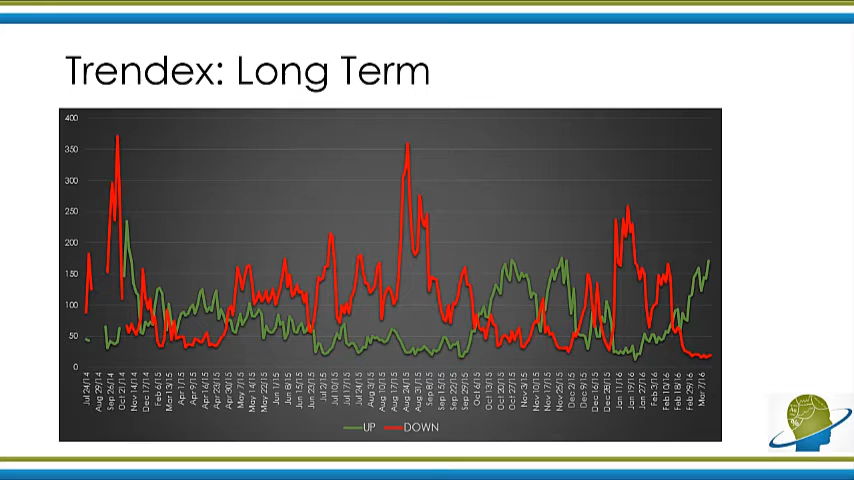 Trendex: Long Term
400
350
300
250
200
150
100
50
0
Jul 24/14
Aug 29/14
Sep 26/14
Oct 21/14
Nov 14/14
Dec 17/14
Feb 6/15
Mar 13/15
Apr 1/15
Apr 9/15
Apr 16/15
Apr 23/15
Apr 30/15
May 7/15
May 14/15
May 22/15
Jun 1/15
Jun 8/15
Jun 15/15
Jun 23/15
Jul 2/15
Jul 10/15
Jul 17/15
Jul 24/15
Aug 3/15
Aug 10/15
Aug 17/15
Aug 24/15
Aug 31/15
Sep 8/15
Sep 15/15
Sep 22/15
Sep 29/15
Oct 6/15
Oct 13/15
Oct 20/15
Oct 27/15
Nov 3/15
Nov 10/15
Nov 17/15
Nov 25/15
Dec 2/15
Dec 9/15
Dec 16/15
Dec 28/15
Jan 11/16
Jan 19/16
Jan 27/16
Feb 3/16
Feb 10/16
Feb 18/16
Feb 29/16
Mar 7/16
UP DOWN
%